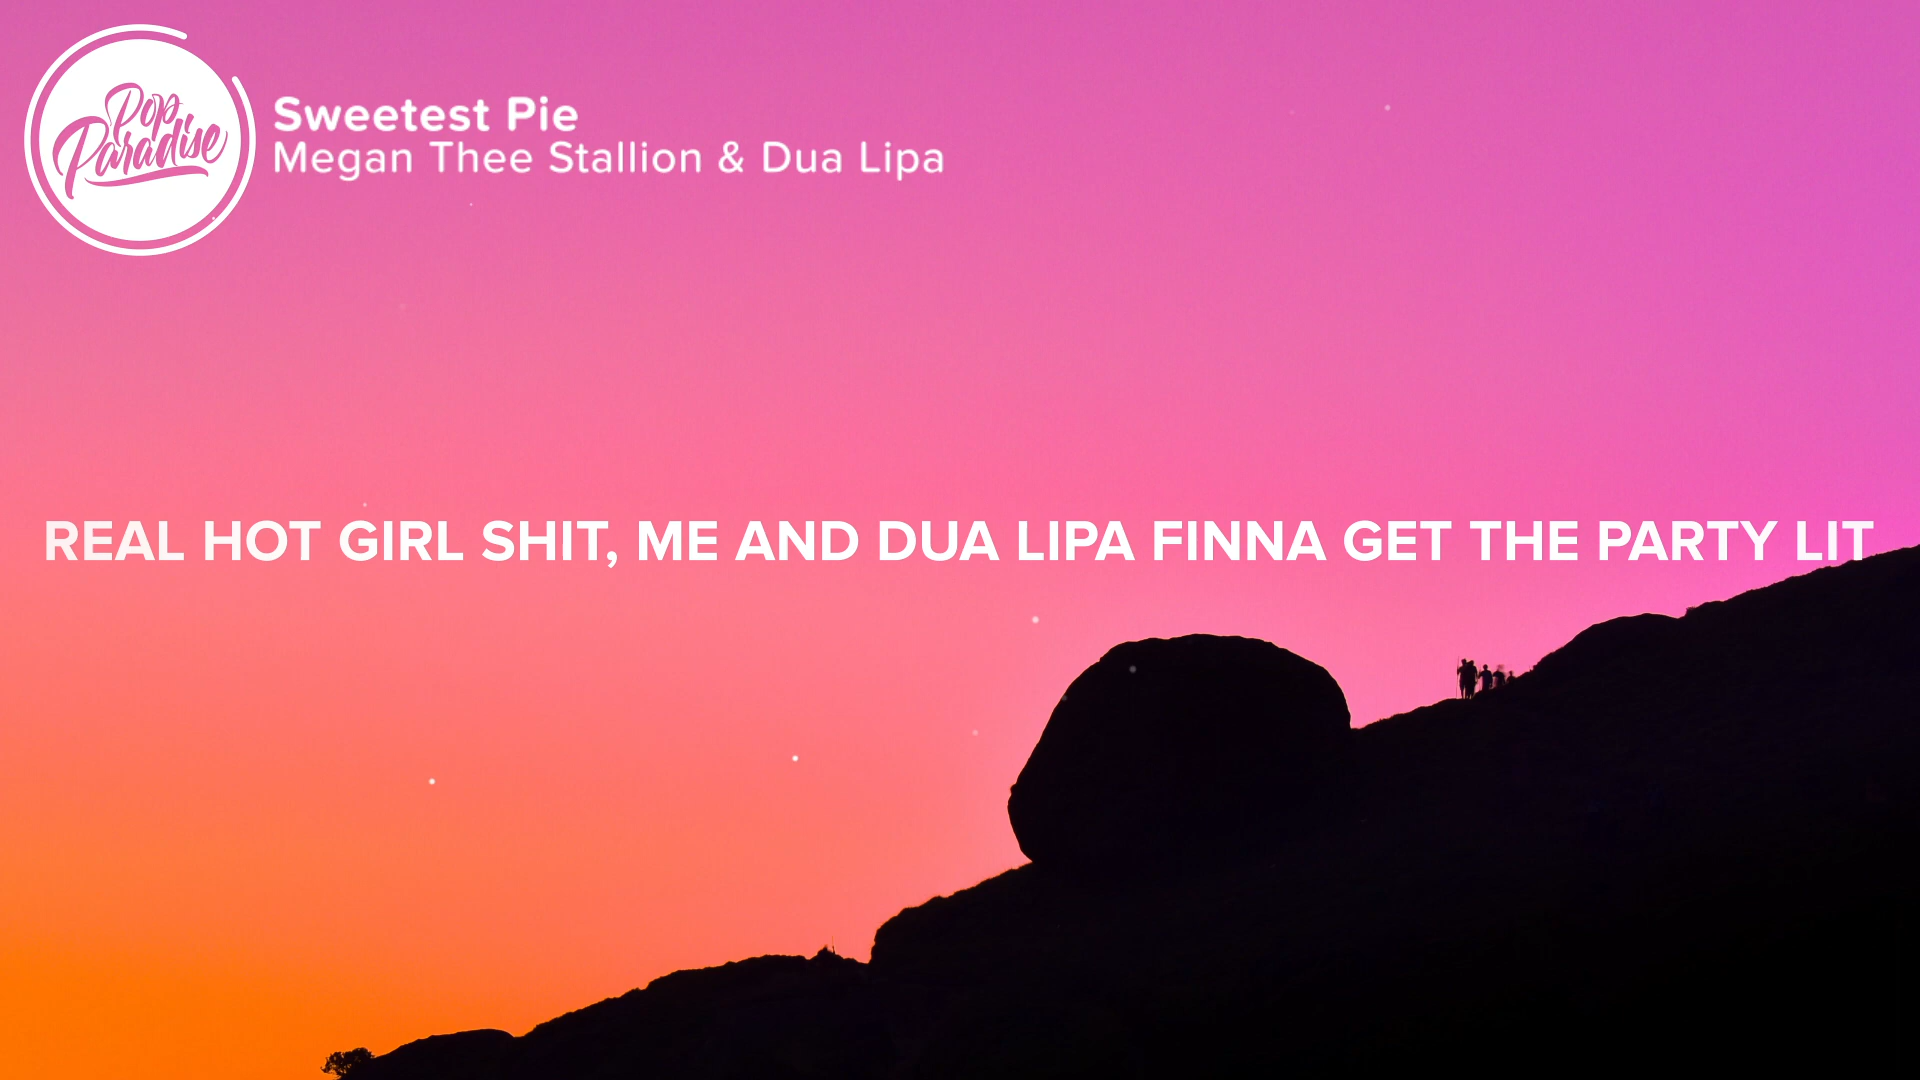 Pop
Paradise
Sweetest Pie
Megan Thee Stallion & Dua Lipa
REAL HOT GIRL SHIT, ME AND DUA LIPA FINNA GET THE PARTY LIT